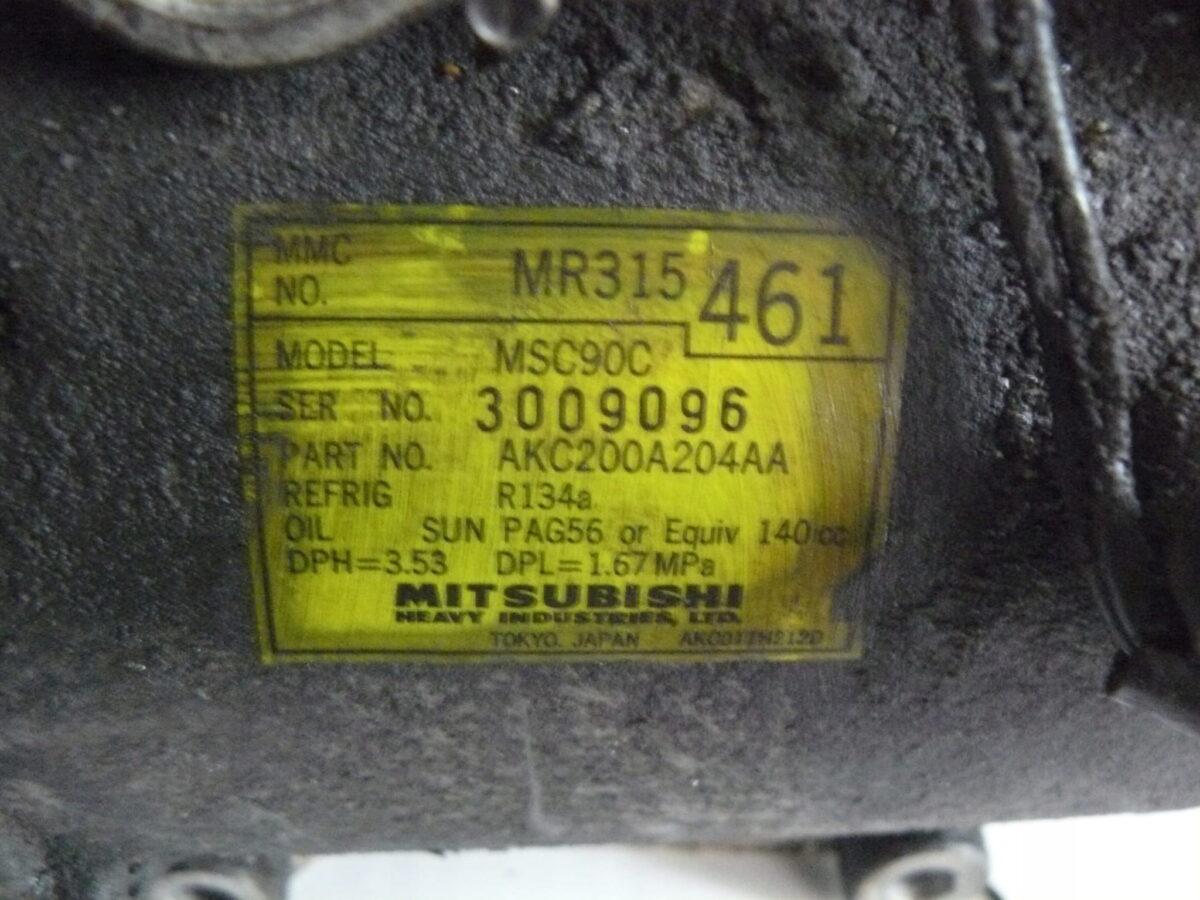 MMC
NO. MR315 461
MODEL MSC90C
SER NO. 3009096
PART NO. AKC200A204AA
REFRIG R134a
OIL SUN PAG56 or Equiv 140cc
DPH=3.53 DPL=1.67MPa
MITSUBISHI
HEAVY INDUSTRIES, LTD.
TOKYO, JAPAN